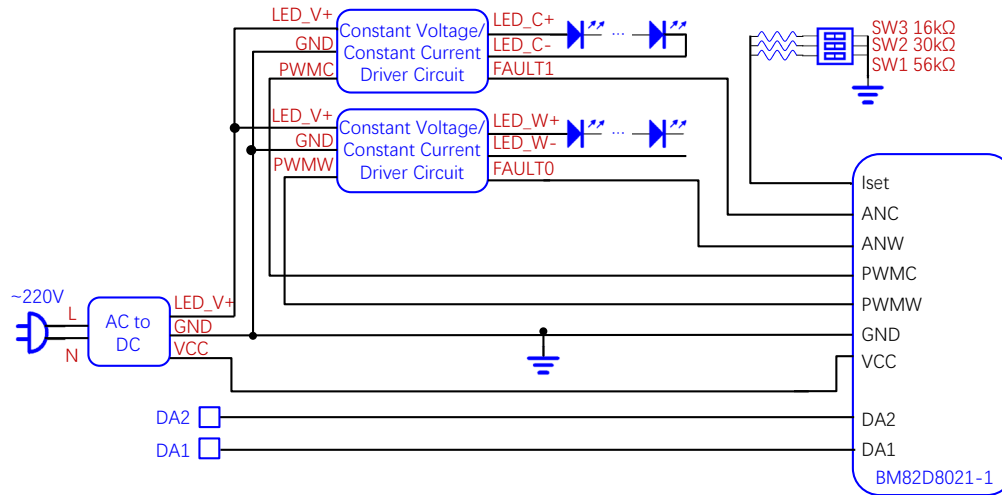 LED_V+
GND
PWMC
Constant Voltage/
Constant Current
Driver Circuit
LED_C+
LED_C-
FAULT1
...
SW3 16kΩ
SW2 30kΩ
SW1 56kΩ
LED_V+
GND
PWMW
Constant Voltage/
Constant Current
Driver Circuit
LED_W+
LED_W-
FAULT0
...
Iset
ANC
ANW
PWMC
PWMW
GND
VCC
DA2
DA1
BM82D8021-1
~220V
L
N
AC to
DC
LED_V+
GND
VCC
DA2
DA1